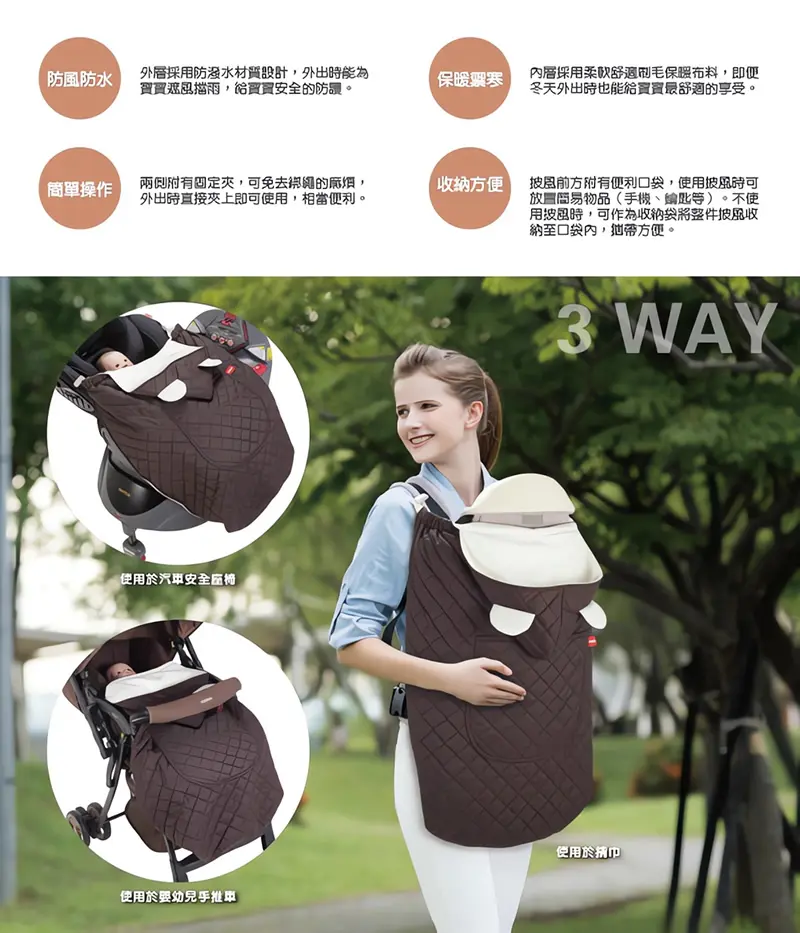 防風防水
外層採用防潑水材質設計，外出時能為
寶寶遮風擋雨，給寶寶安全的防護。
保暖禦寒
內層採用柔軟舒適刷毛保暖布料，即便
冬天外出時也能給寶寶最舒適的享受。
簡單操作
兩側附有固定夾，可免去綁繩的麻煩，
外出時直接夾上即可使用，相當便利。
收納方便
披風前方附有便利口袋，使用披風時可
放置簡易物品（手機、鑰匙等）。不使
用披風時，可作為收納袋將整件披風收
納至口袋內，攜帶方便。
3 WAY
使用於汽車安全座椅
使用於揹巾
使用於嬰幼兒手推車